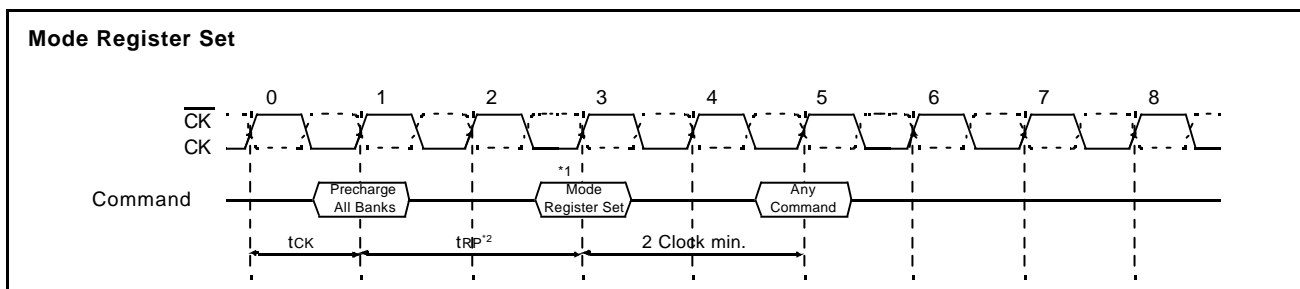 Mode Register Set
0 1 2 3 4 5 6 7 8
CK
CK
*1
Command
Precharge
All Banks
Mode
Register Set
Any
Command
tCK
tRP*2
2 Clock min.